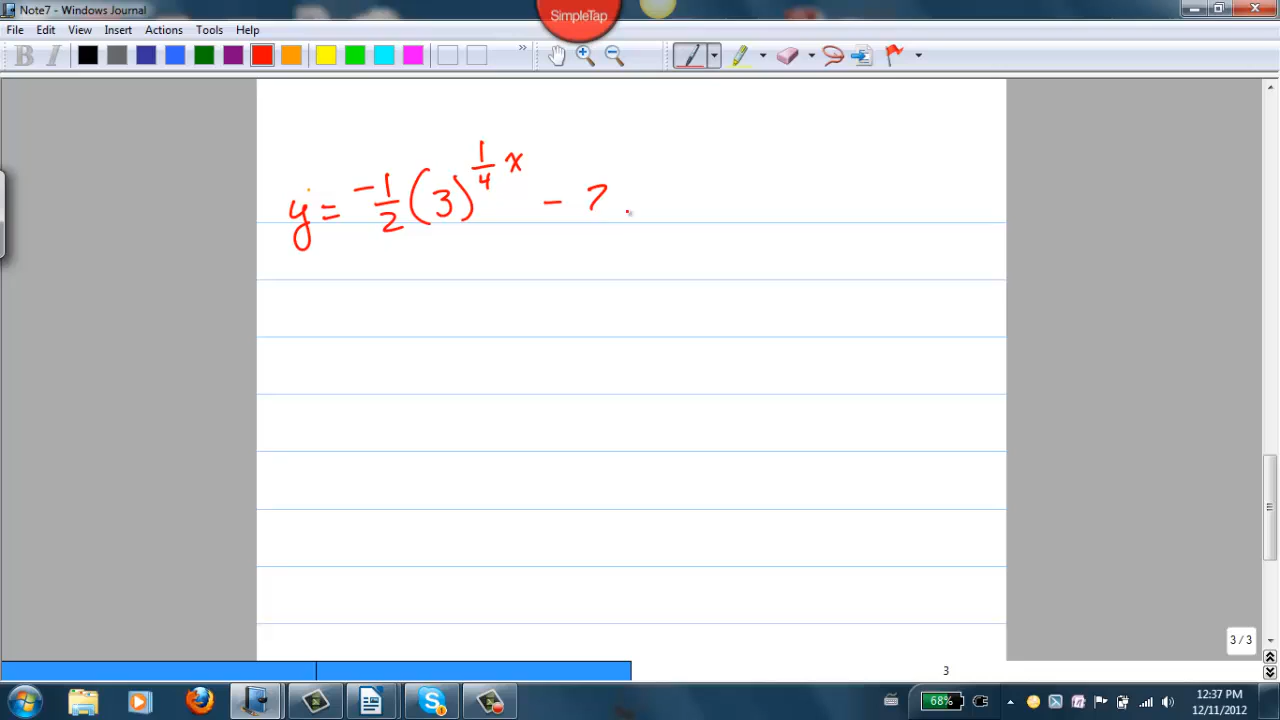 Note7 - Windows Journal
SimpleTap
File Edit View Insert Actions Tools Help
B I
y = -1/2 (3)^{1/4 x} - 7
3 / 3
3
68%
12:37 PM
12/11/2012